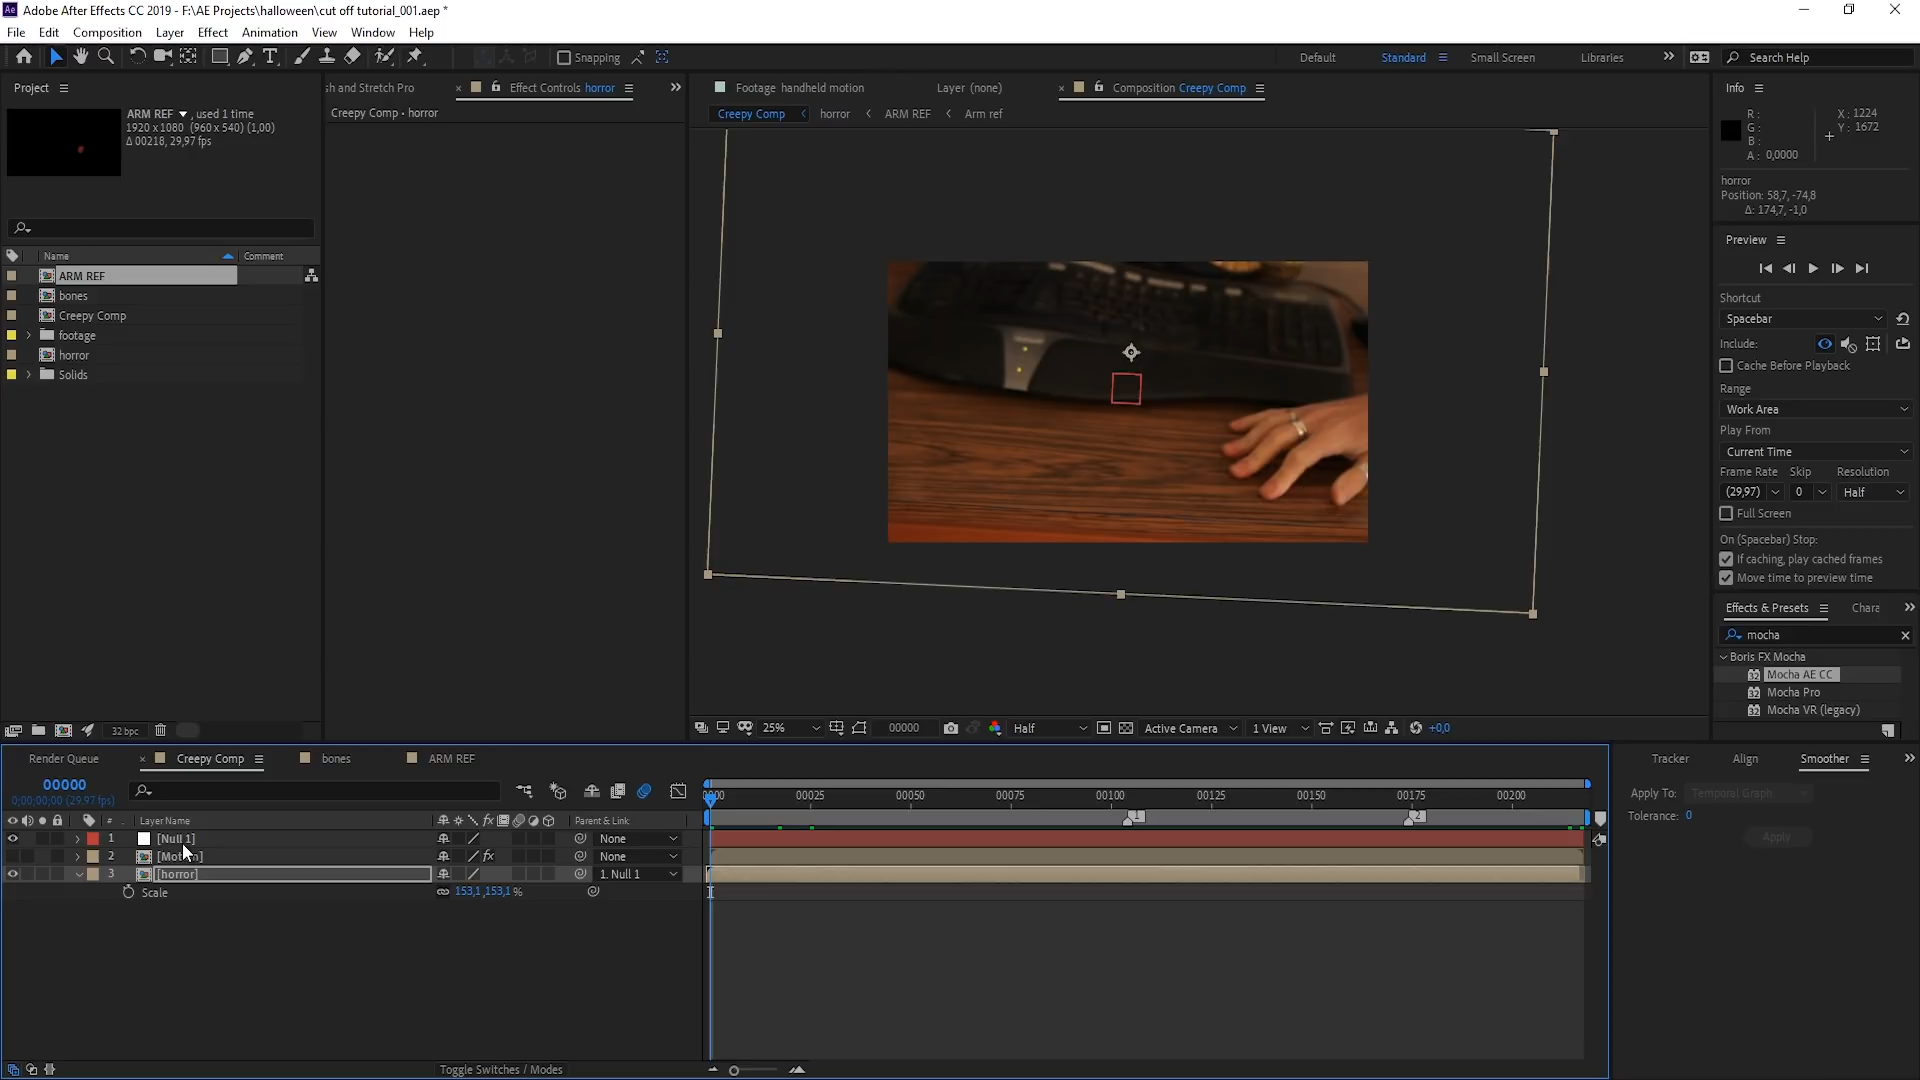 Adobe After Effects CC 2019 - F:\AE Projects\halloween\cut off tutorial_001.aep *
File Edit Composition Layer Effect Animation View Window Help
Snapping Default Standard Small Screen Libraries Search Help
Project
sh and Stretch Pro
Effect Controls horror
Footage handheld motion
Layer (none)
Composition Creepy Comp
Info
ARM REF , used 1 time
1920 x 1080 (960 x 540) (1,00)
Δ 00218, 29,97 fps
Creepy Comp • horror
Creepy Comp horror ARM REF Arm ref
R :
G :
B :
A : 0,0000
X : 1224
Y : 1672
horror
Position: 58,7, -74,8
Δ: 174,7, -1,0
Preview
Name Comment
ARM REF
bones
Creepy Comp
footage
horror
Solids
Shortcut
Spacebar
Include:
Cache Before Playback
Range
Work Area
Play From
Current Time
Frame Rate Skip Resolution
(29,97) 0 Half
Full Screen
On (Spacebar) Stop:
If caching, play cached frames
Move time to preview time
Effects & Presets Chara
mocha
Boris FX Mocha
32 Mocha AE CC
Mocha Pro
Mocha VR (legacy)
32 bpc
25% 00000 Half Active Camera 1 View +0,0
Render Queue Creepy Comp bones ARM REF
Tracker Align Smoother
00000
0;00;00;00 (29.97 fps)
00025 00050 00075 00100 00125 00150 00175 00200
Apply To: Temporal Graph
Tolerance: 0
Apply
# Layer Name Parent & Link
1 2
1 [Null 1] None
2 None
3 [horror] 1. Null 1
Scale 153,1 ,153,1 %
Toggle Switches / Modes